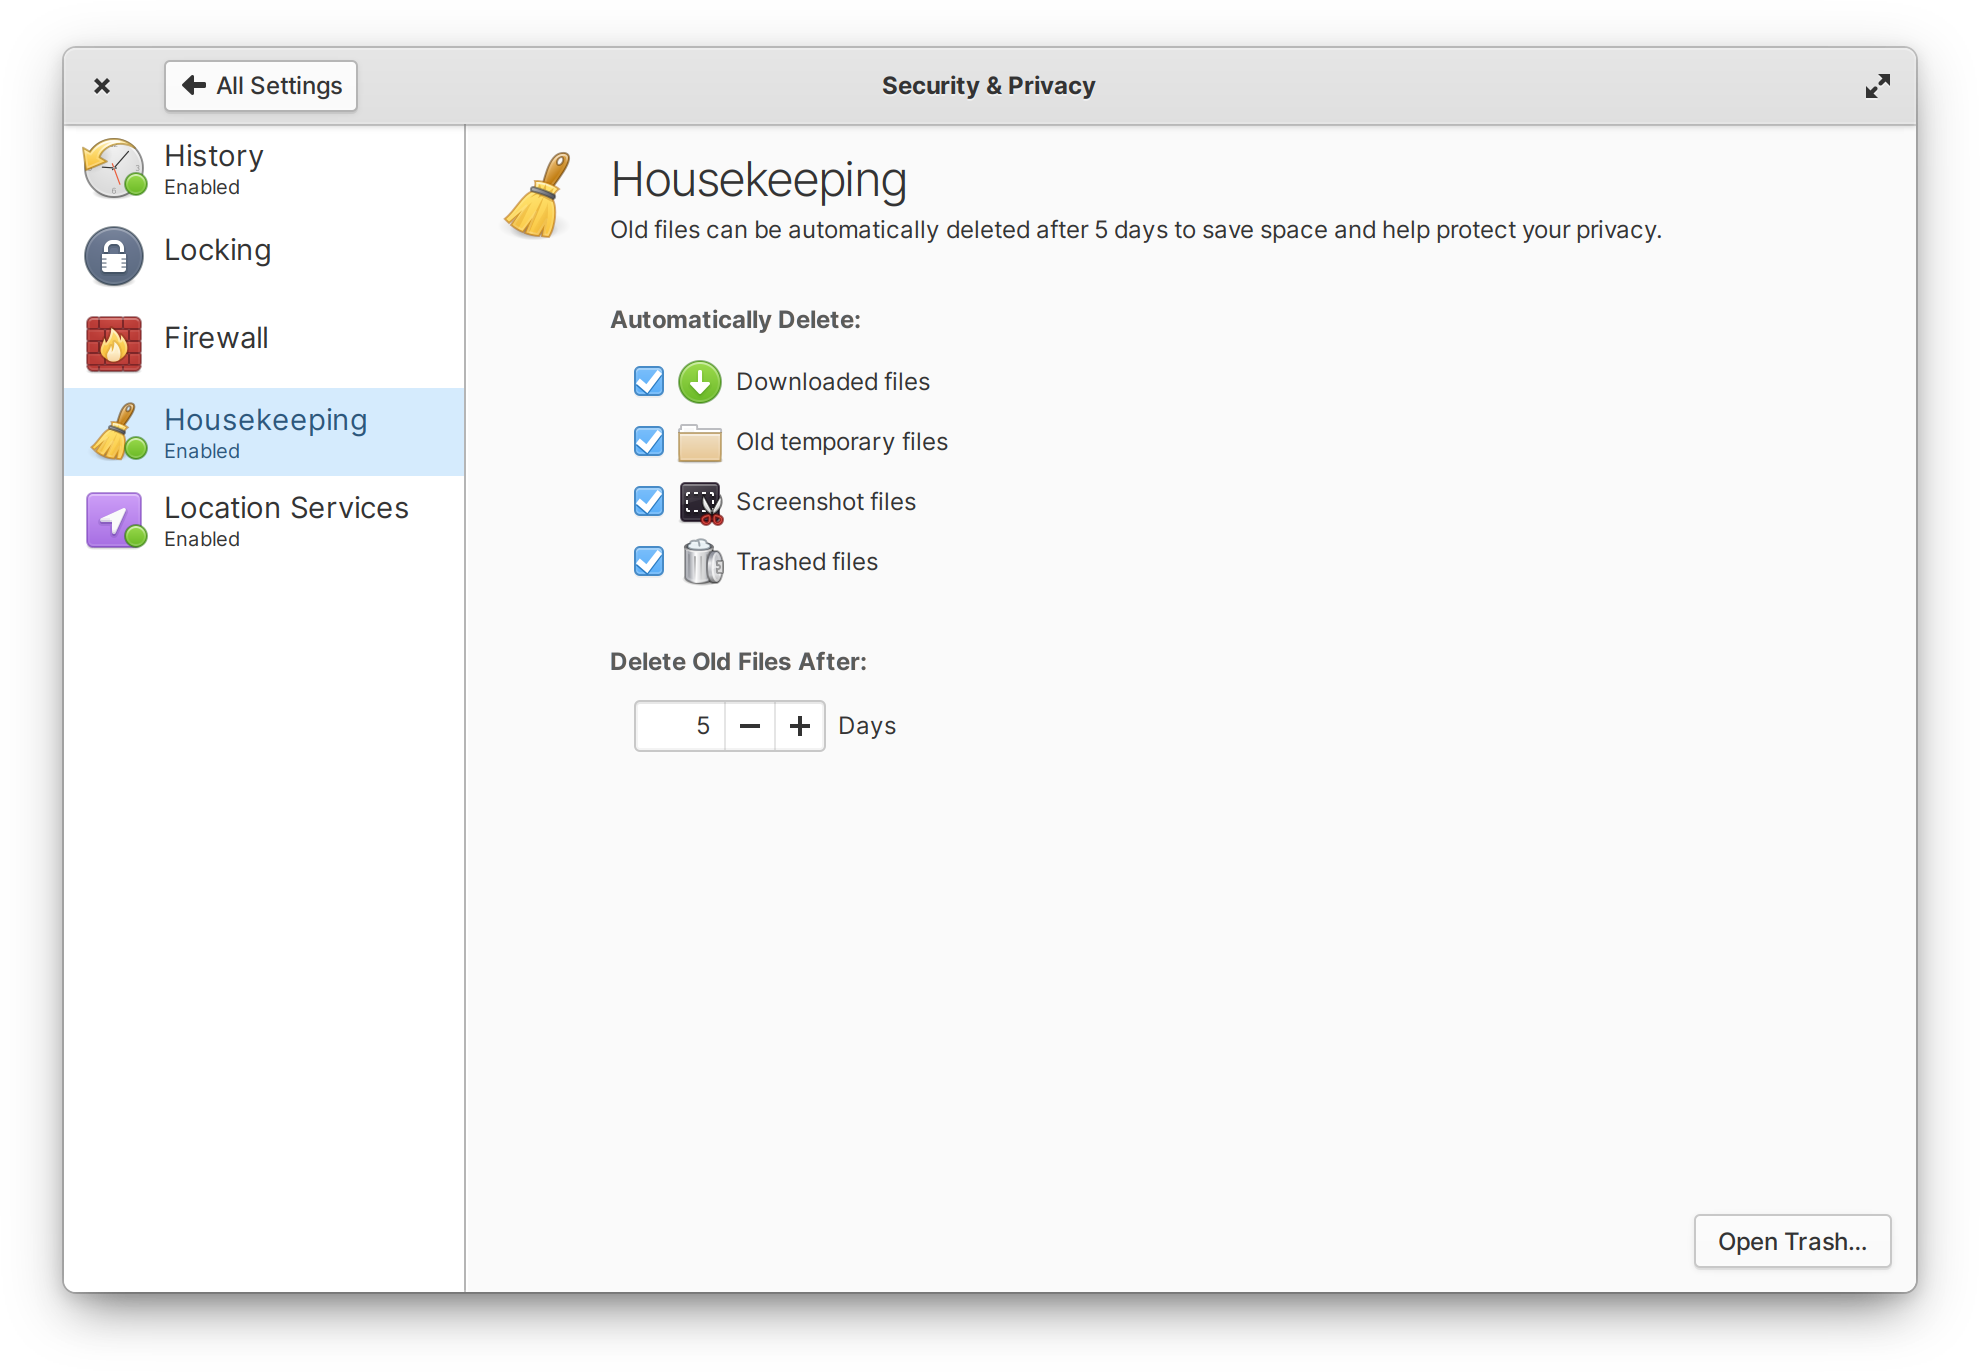 All Settings
Security & Privacy
History
Enabled
Locking
Firewall
Housekeeping
Enabled
Location Services
Enabled
Housekeeping
Old files can be automatically deleted after 5 days to save space and help protect your privacy.
Automatically Delete:
Downloaded files
Old temporary files
Screenshot files
Trashed files
Delete Old Files After:
5 Days
Open Trash...